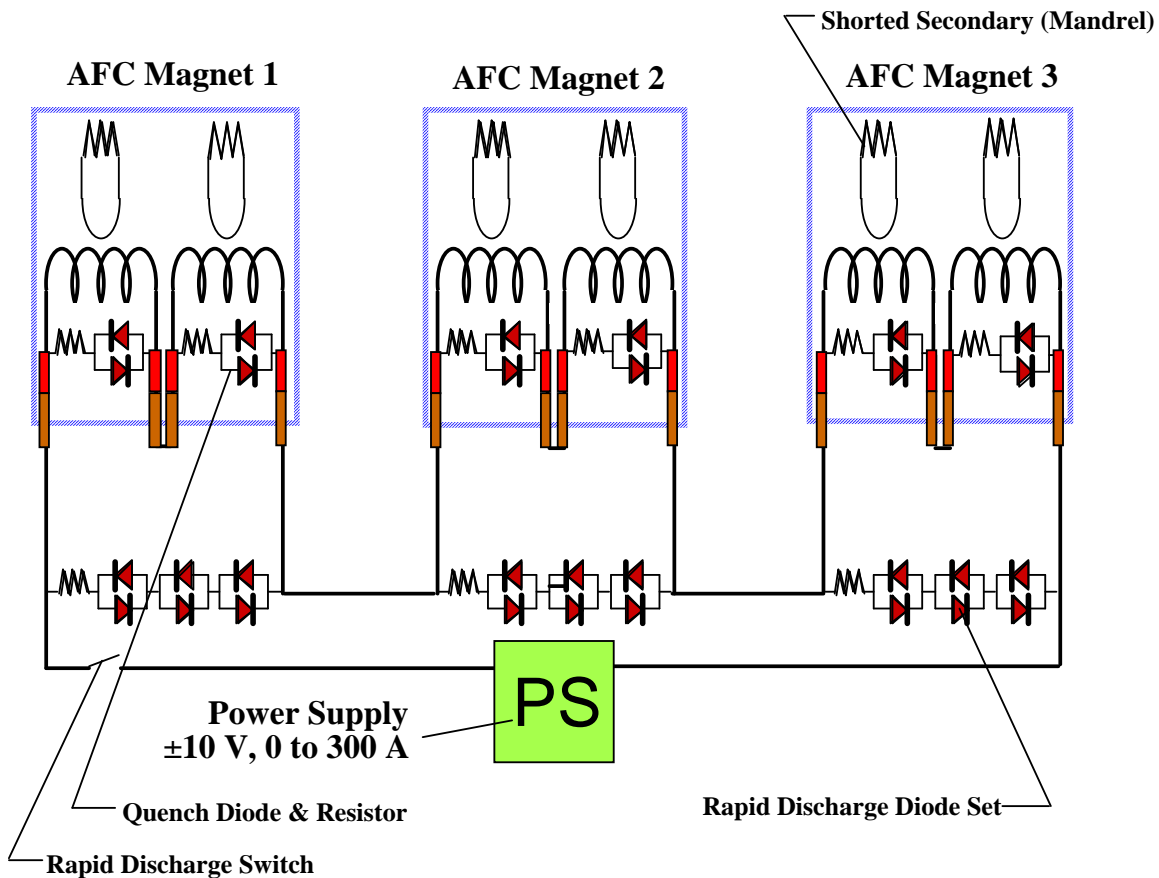 Shorted Secondary (Mandrel)
AFC Magnet 1
AFC Magnet 2
AFC Magnet 3
PS
Power Supply
±10 V, 0 to 300 A
Quench Diode & Resistor
Rapid Discharge Diode Set
Rapid Discharge Switch